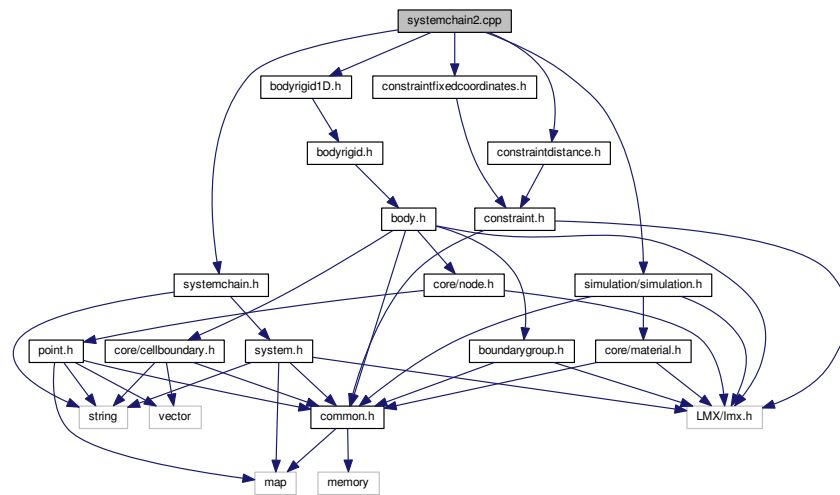 systemchain2.cpp
bodyrigid1D.h
constraintfixedcoordinates.h
bodyrigid.h
constraintdistance.h
body.h
constraint.h
systemchain.h
core/node.h
simulation/simulation.h
point.h
core/cellboundary.h
system.h
boundarygroup.h
core/material.h
string
vector
common.h
LMX/lmx.h
map
memory